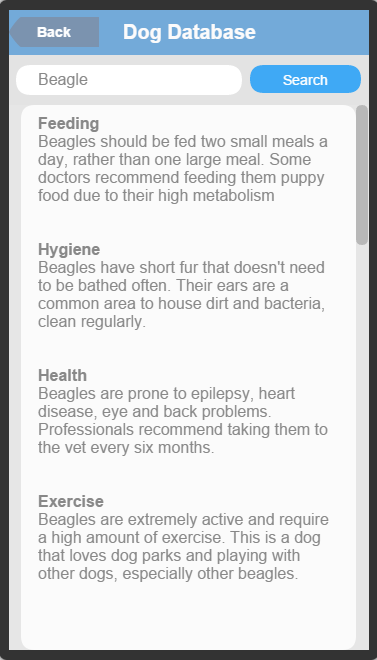 Back
Dog Database
Beagle
Search
Feeding
Beagles should be fed two small meals a
day, rather than one large meal. Some
doctors recommend feeding them puppy
food due to their high metabolism
Hygiene
Beagles have short fur that doesn't need
to be bathed often. Their ears are a
common area to house dirt and bacteria,
clean regularly.
Health
Beagles are prone to epilepsy, heart
disease, eye and back problems.
Professionals recommend taking them to
the vet every six months.
Exercise
Beagles are extremely active and require
a high amount of exercise. This is a dog
that loves dog parks and playing with
other dogs, especially other beagles.